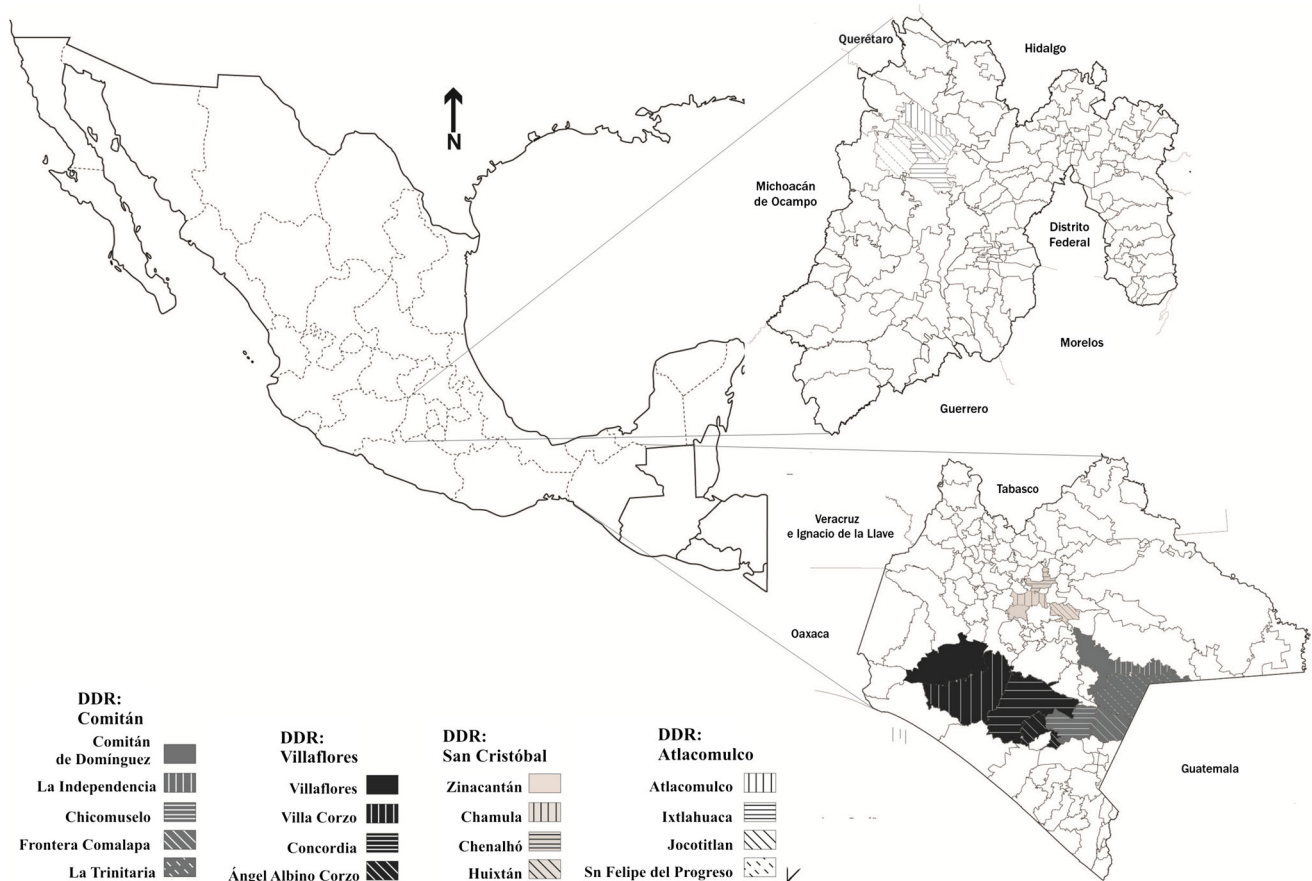 Querétaro
Hidalgo
N
Michoacán
de Ocampo
Distrito
Federal
Morelos
Guerrero
Tabasco
Veracruz
e Ignacio de la Llave
Oaxaca
Guatemala
DDR:
Comitán
Comitán
de Domínguez
La Independencia
Chicomuselo
Frontera Comalapa
La Trinitaria
DDR:
Villaflores
Villaflores
Villa Corzo
Concordia
Ángel Albino Corzo
DDR:
San Cristóbal
Zinacantán
Chamula
Chenalhó
Huixtán
DDR:
Atlacomulco
Atlacomulco
Ixtlahuaca
Jocotitlan
Sn Felipe del Progreso